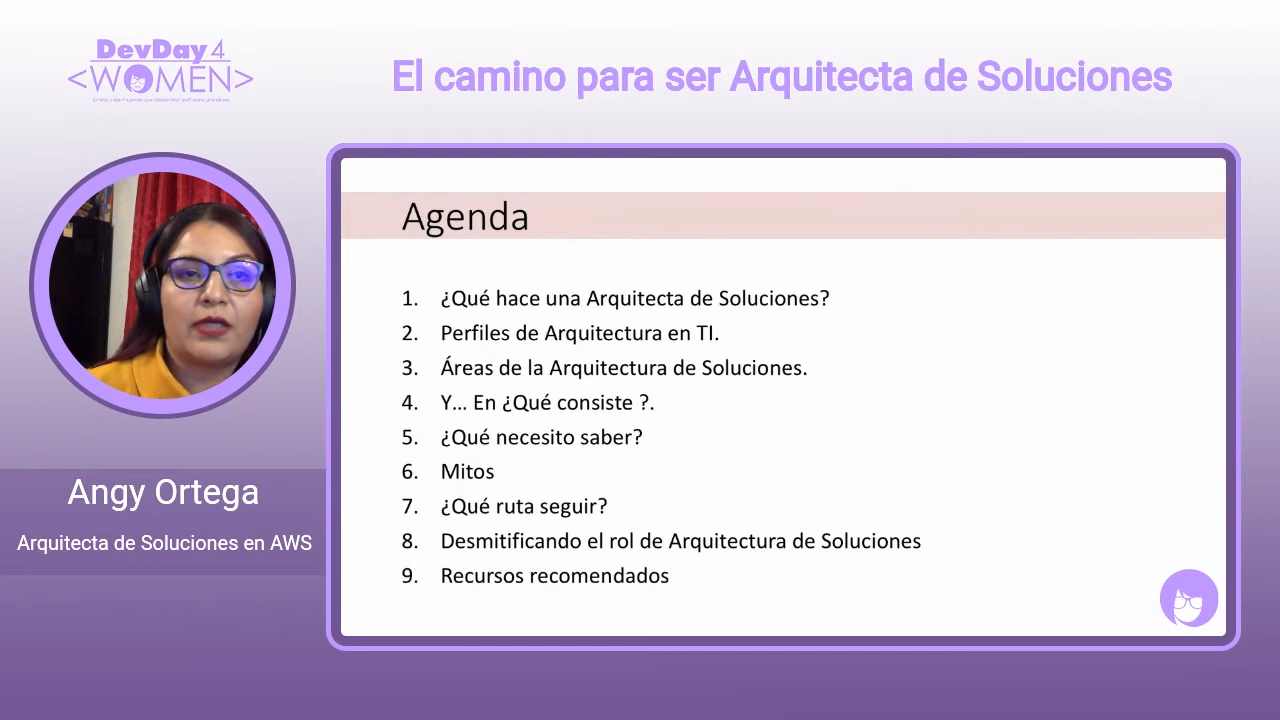 DevDay 4
<WOMEN>
El camino para ser Arquitecta de Soluciones
Agenda
1. ¿Qué hace una Arquitecta de Soluciones?
2. Perfiles de Arquitectura en TI.
3. Áreas de la Arquitectura de Soluciones.
4. Y... En ¿Qué consiste ?.
5. ¿Qué necesito saber?
6. Mitos
7. ¿Qué ruta seguir?
8. Desmitificando el rol de Arquitectura de Soluciones
9. Recursos recomendados
Angy Ortega
Arquitecta de Soluciones en AWS